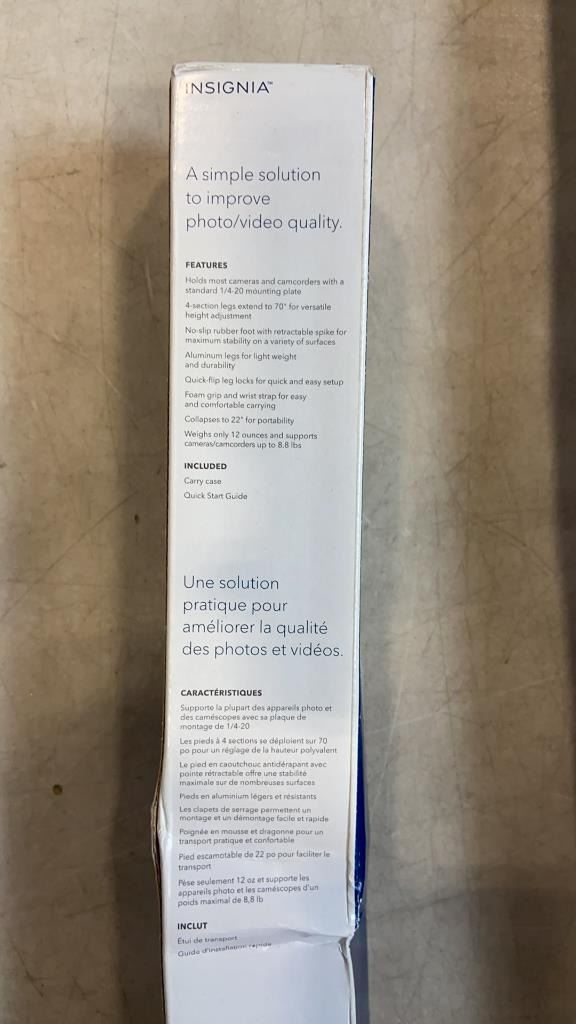 INSIGNIA™
A simple solution
to improve
photo/video quality.
FEATURES
Holds most cameras and camcorders with a
standard 1/4-20 mounting plate
4-section legs extend to 70" for versatile
height adjustment
No-slip rubber foot with retractable spike for
maximum stability on a variety of surfaces
Aluminum legs for light weight
and durability
Quick-flip leg locks for quick and easy setup
Foam grip and wrist strap for easy
and comfortable carrying
Collapses to 22" for portability
Weighs only 12 ounces and supports
cameras/camcorders up to 8.8 lbs
INCLUDED
Carry case
Quick Start Guide
Une solution
pratique pour
améliorer la qualité
des photos et vidéos.
CARACTÉRISTIQUES
Supporte la plupart des appareils photo et
des caméscopes avec sa plaque de
montage de 1/4-20
Les pieds à 4 sections se déploient sur 70
po pour un réglage de la hauteur polyvalent
Le pied en caoutchouc antidérapant avec
pointe rétractable offre une stabilité
maximale sur de nombreuses surfaces
Pieds en aluminium légers et résistants
Les clapets de serrage permettent un
montage et un démontage facile et rapide
Poignée en mousse et dragonne pour un
transport pratique et confortable
Pied escamotable de 22 po pour faciliter le
transport
Pèse seulement 12 oz et supporte les
appareils photo et les caméscopes d'un
poids maximal de 8,8 lb
INCLUT
Étui de transport
Guide d'installation rapide